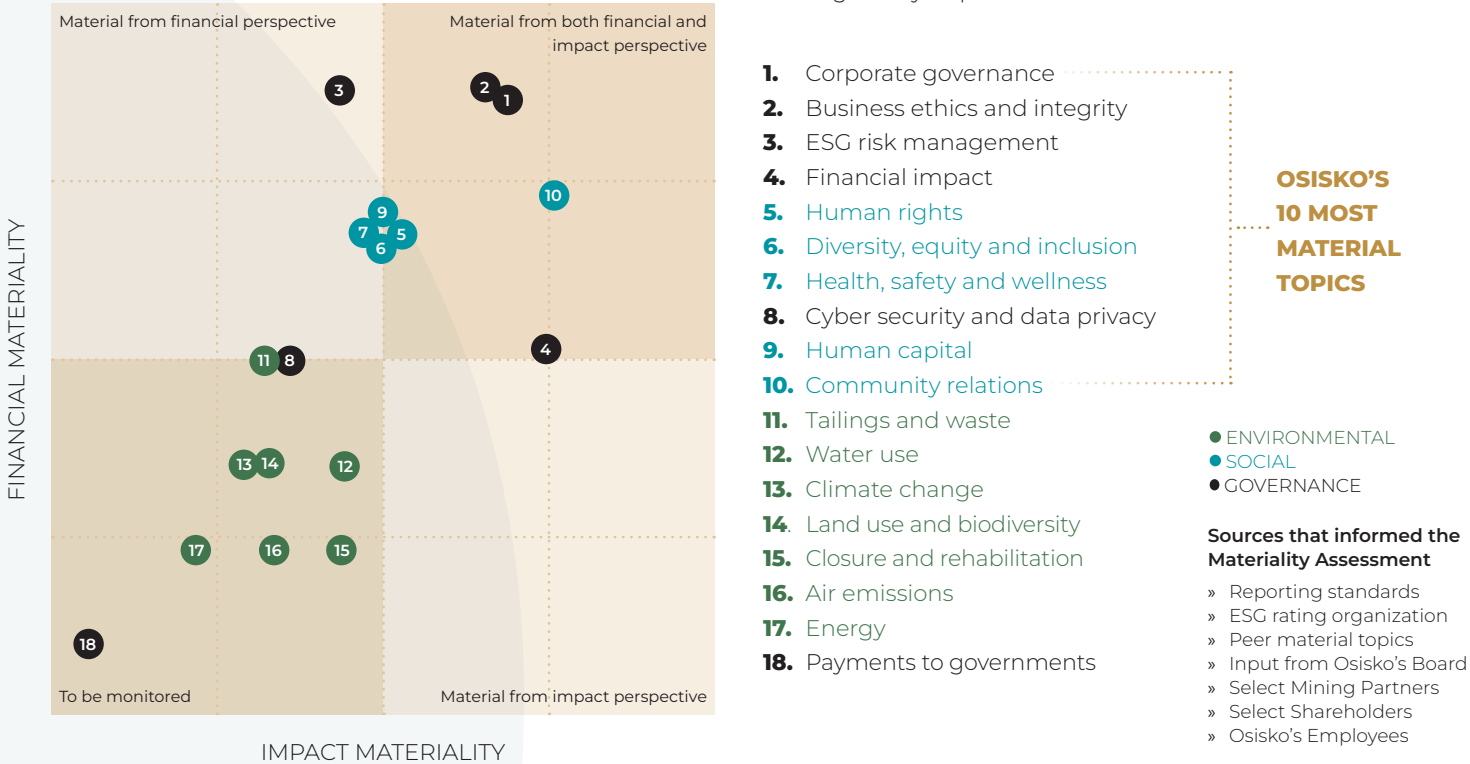 Material from financial perspective
Material from both financial and
impact perspective
3
2
1
10
9
7
5
6
4
11
8
13
14
12
17
16
15
18
To be monitored
Material from impact perspective
FINANCIAL MATERIALITY
IMPACT MATERIALITY
1. Corporate governance
2. Business ethics and integrity
3. ESG risk management
4. Financial impact
5. Human rights
6. Diversity, equity and inclusion
7. Health, safety and wellness
8. Cyber security and data privacy
9. Human capital
10. Community relations
11. Tailings and waste
12. Water use
13. Climate change
14. Land use and biodiversity
15. Closure and rehabilitation
16. Air emissions
17. Energy
18. Payments to governments
OSISKO'S
10 MOST
MATERIAL
TOPICS
ENVIRONMENTAL
SOCIAL
GOVERNANCE
Sources that informed the
Materiality Assessment
» Reporting standards
» ESG rating organization
» Peer material topics
» Input from Osisko's Board
» Select Mining Partners
» Select Shareholders
» Osisko's Employees